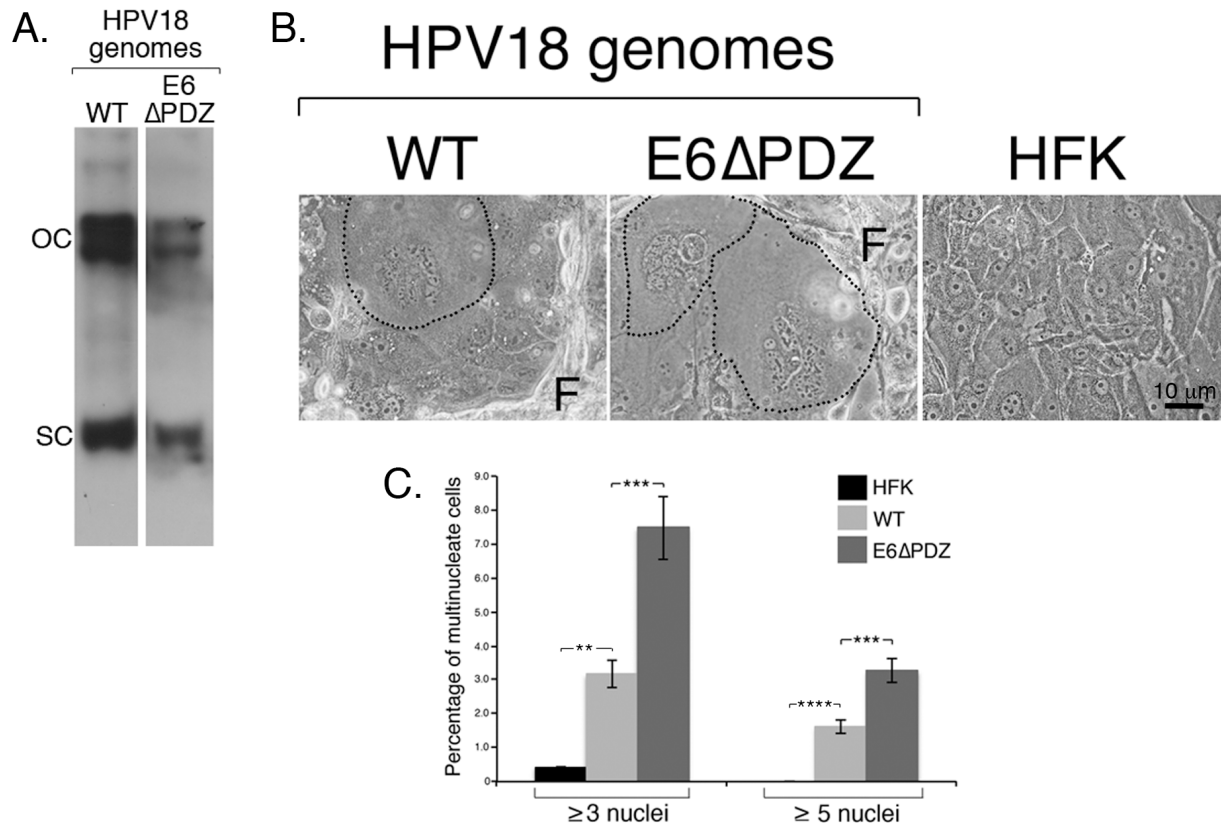 A.
HPV18
genomes
WT
E6
ΔPDZ
OC
SC
B.
HPV18 genomes
WT
E6ΔPDZ
HFK
F
F
10 μm
C.
Percentage of multinucleate cells
9.0
8.0
7.0
6.0
5.0
4.0
3.0
2.0
1.0
0
**
***
****
***
HFK
WT
E6ΔPDZ
≥3 nuclei
≥ 5 nuclei